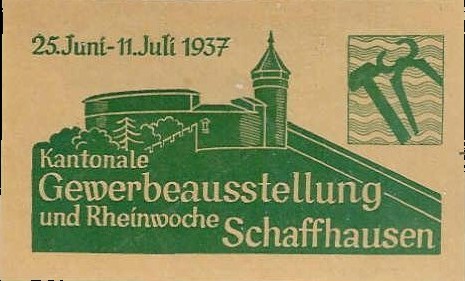 25. Juni - 11. Juli 1937
Kantonale
Gewerbeausstellung
und Rheinwoche
Schaffhausen